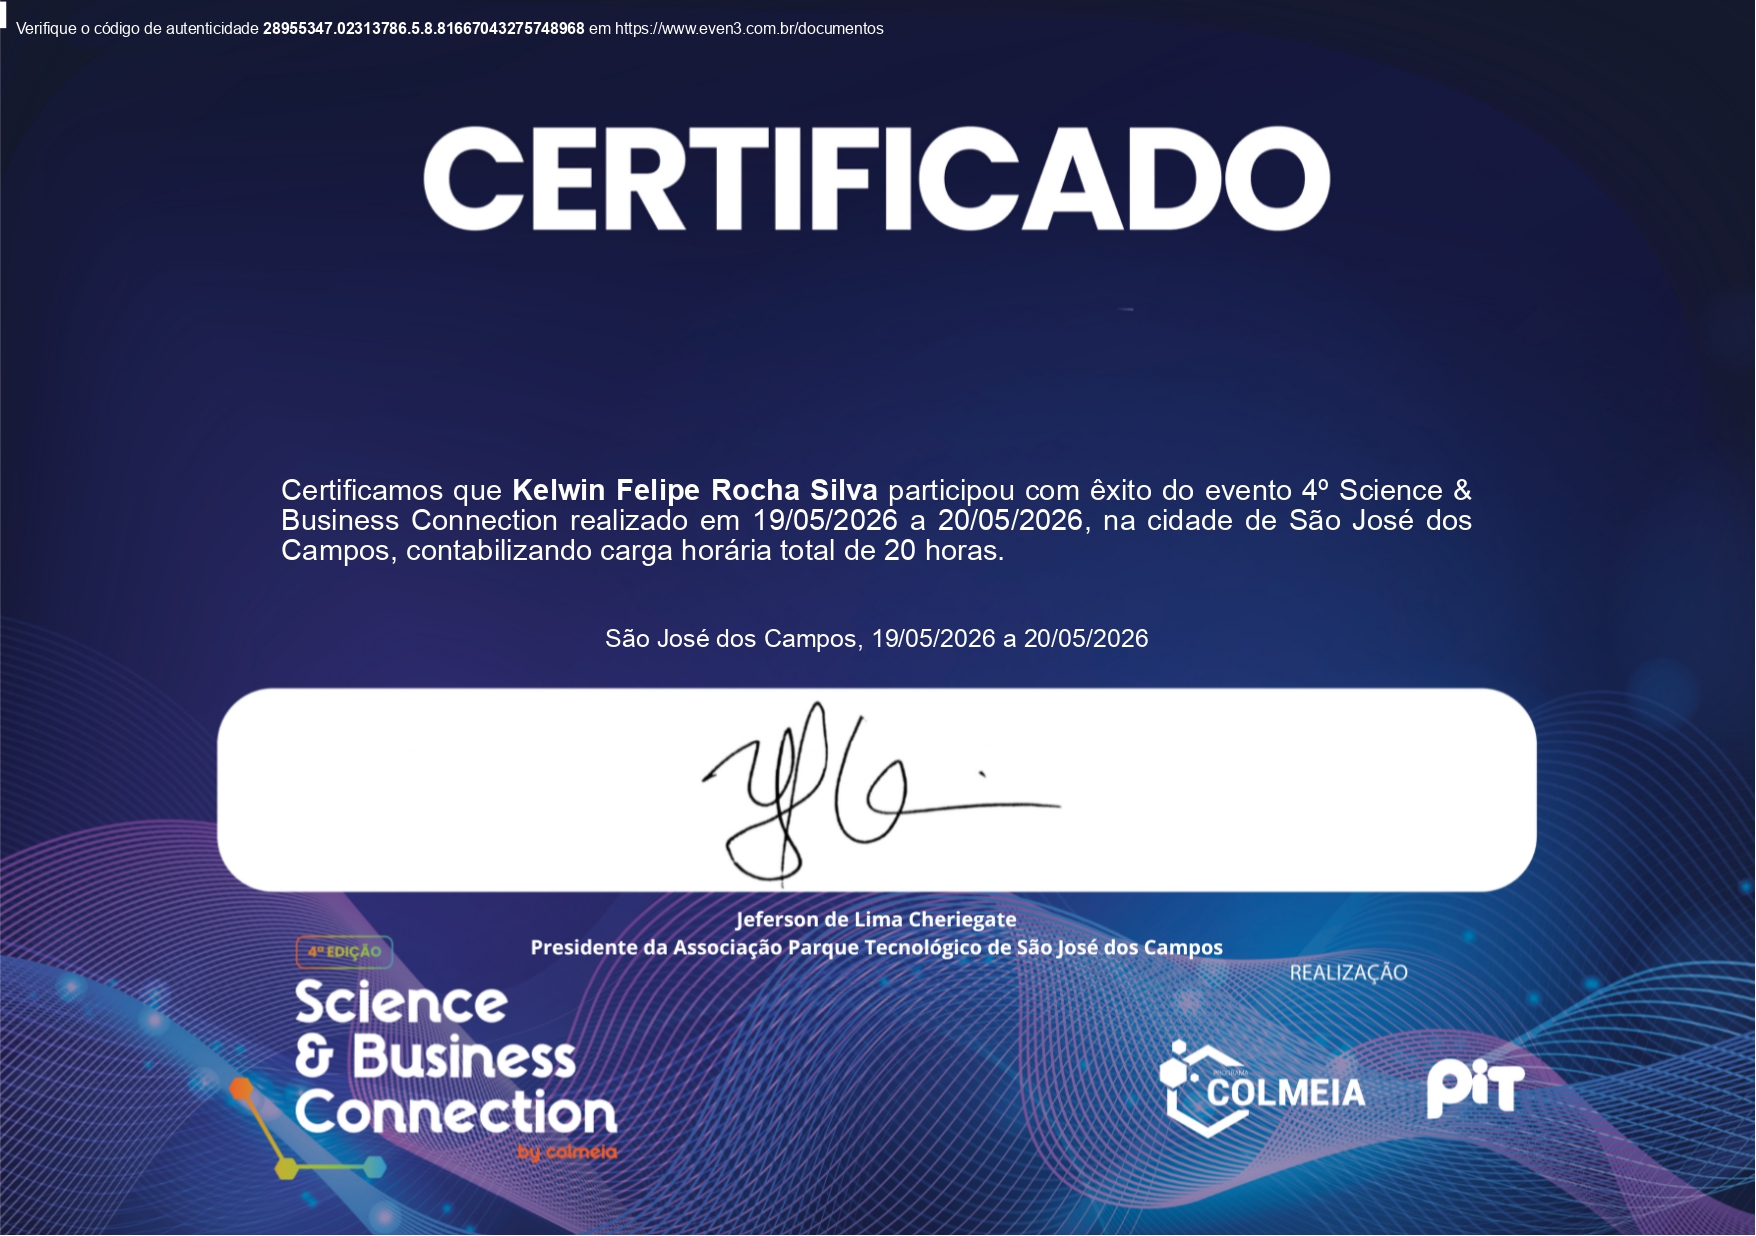 Verifique o código de autenticidade 28955347.02313786.5.8.81667043275748968 em https://www.even3.com.br/documentos
CERTIFICADO
Certificamos que Kelwin Felipe Rocha Silva participou com êxito do evento 4º Science &
Business Connection realizado em 19/05/2026 a 20/05/2026, na cidade de São José dos
Campos, contabilizando carga horária total de 20 horas.
São José dos Campos, 19/05/2026 a 20/05/2026
Jeferson de Lima Cheriegate
Presidente da Associação Parque Tecnológico de São José dos Campos
4ª EDIÇÃO
Science
& Business
Connection
by colmeia
REALIZAÇÃO
PROGRAMA
COLMEIA
PiT